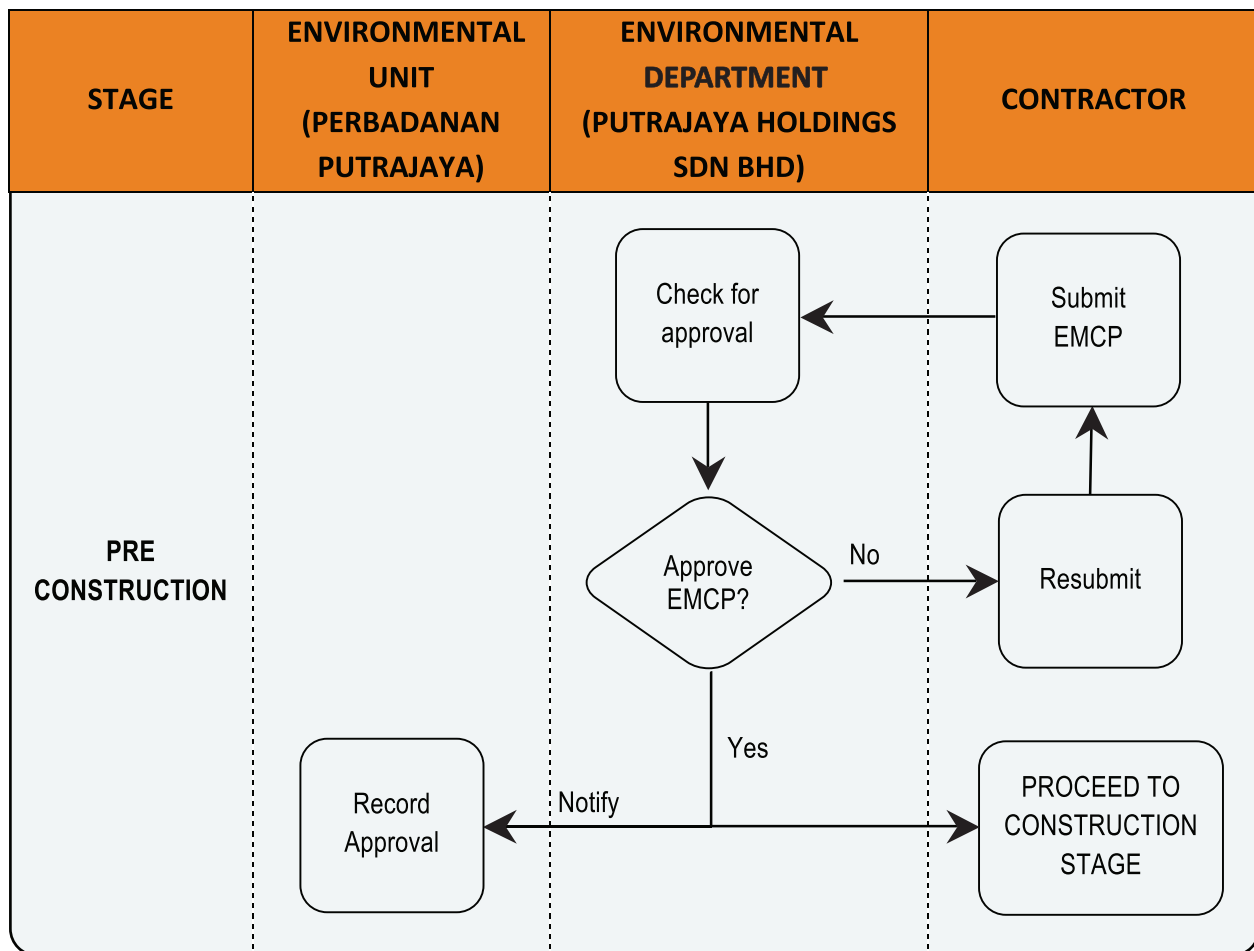 STAGE
ENVIRONMENTAL
UNIT
(PERBADANAN
PUTRAJAYA)
ENVIRONMENTAL
DEPARTMENT
(PUTRAJAYA HOLDINGS
SDN BHD)
CONTRACTOR
PRE
CONSTRUCTION
Check for
approval
Submit
EMCP
Approve
EMCP?
No
Resubmit
Yes
Notify
Record
Approval
PROCEED TO
CONSTRUCTION
STAGE